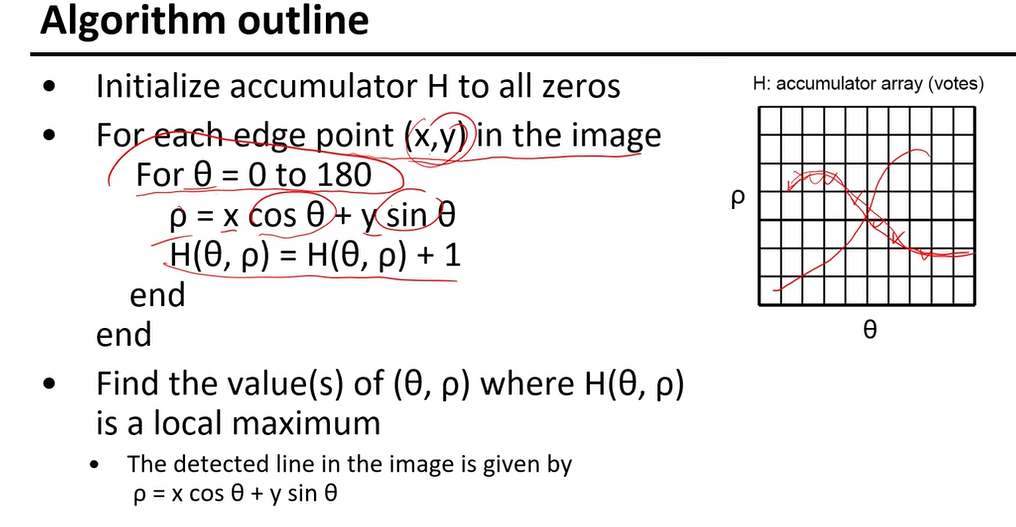 Algorithm outline
• Initialize accumulator H to all zeros
• For each edge point (x,y) in the image
For θ = 0 to 180
ρ = x cos θ + y sin θ
H(θ, ρ) = H(θ, ρ) + 1
end
end
• Find the value(s) of (θ, ρ) where H(θ, ρ)
is a local maximum
• The detected line in the image is given by
ρ = x cos θ + y sin θ
H: accumulator array (votes)
ρ
θ